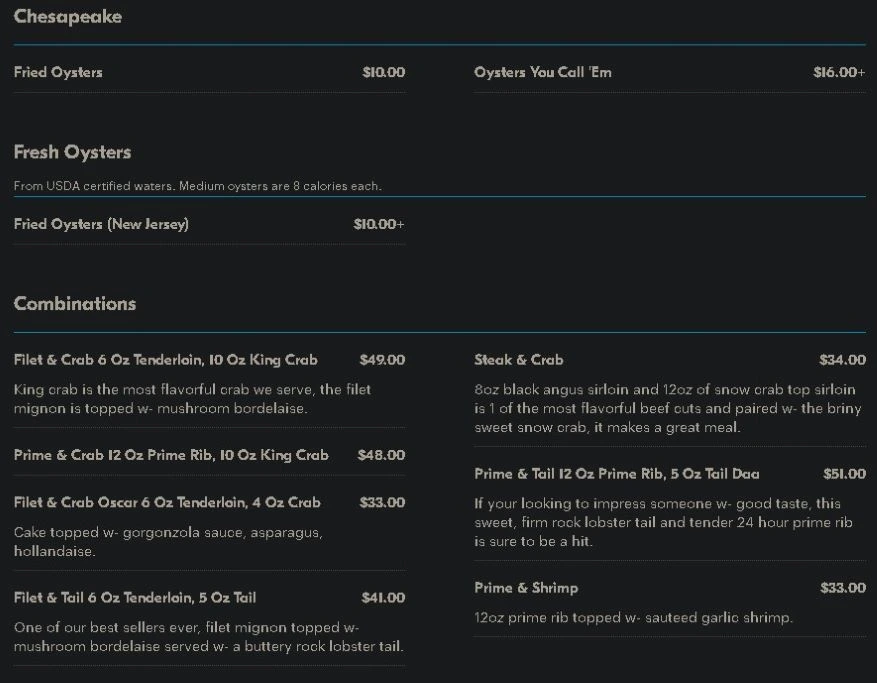 Chesapeake
Fried Oysters $10.00
Oysters You Call 'Em $16.00+
Fresh Oysters
From USDA certified waters. Medium oysters are 8 calories each.
Fried Oysters (New Jersey) $10.00+
Combinations
Filet & Crab 6 Oz Tenderloin, 10 Oz King Crab $49.00
King crab is the most flavorful crab we serve, the filet
mignon is topped w- mushroom bordelaise.
Prime & Crab 12 Oz Prime Rib, 10 Oz King Crab $48.00
Filet & Crab Oscar 6 Oz Tenderloin, 4 Oz Crab $33.00
Cake topped w- gorgonzola sauce, asparagus,
hollandaise.
Filet & Tail 6 Oz Tenderloin, 5 Oz Tail $41.00
One of our best sellers ever, filet mignon topped w-
mushroom bordelaise served w- a buttery rock lobster tail.
Steak & Crab $34.00
8oz black angus sirloin and 12oz of snow crab top sirloin
is 1 of the most flavorful beef cuts and paired w- the briny
sweet snow crab, it makes a great meal.
Prime & Tail 12 Oz Prime Rib, 5 Oz Tail Daa $51.00
If your looking to impress someone w- good taste, this
sweet, firm rock lobster tail and tender 24 hour prime rib
is sure to be a hit.
Prime & Shrimp $33.00
12oz prime rib topped w- sauteed garlic shrimp.